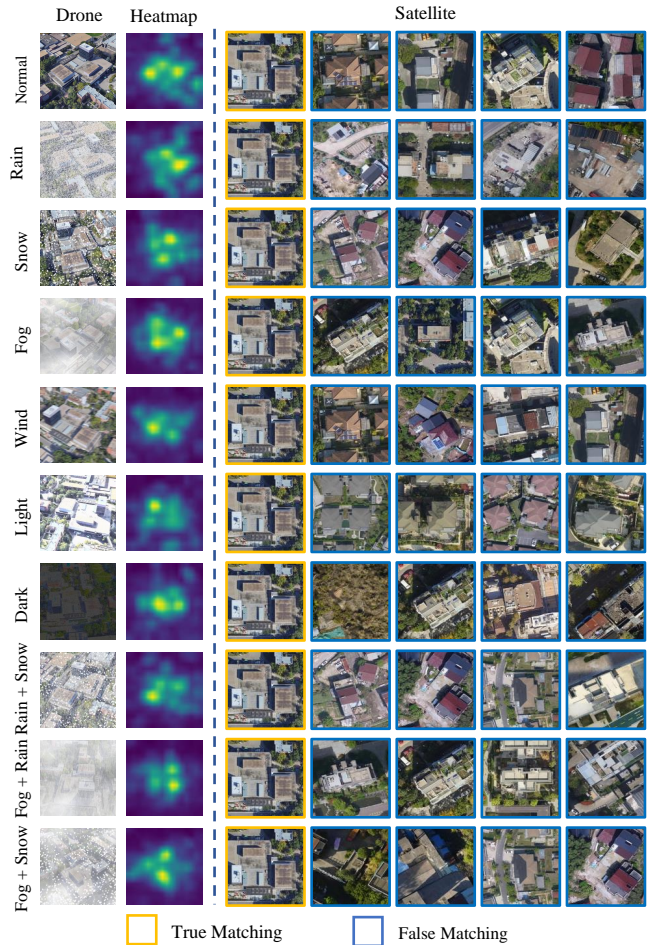 Drone Heatmap Satellite
Normal
Rain
Snow
Fog
Wind
Light
Dark
Rain + Snow
Fog + Rain
Fog + Snow
True Matching False Matching